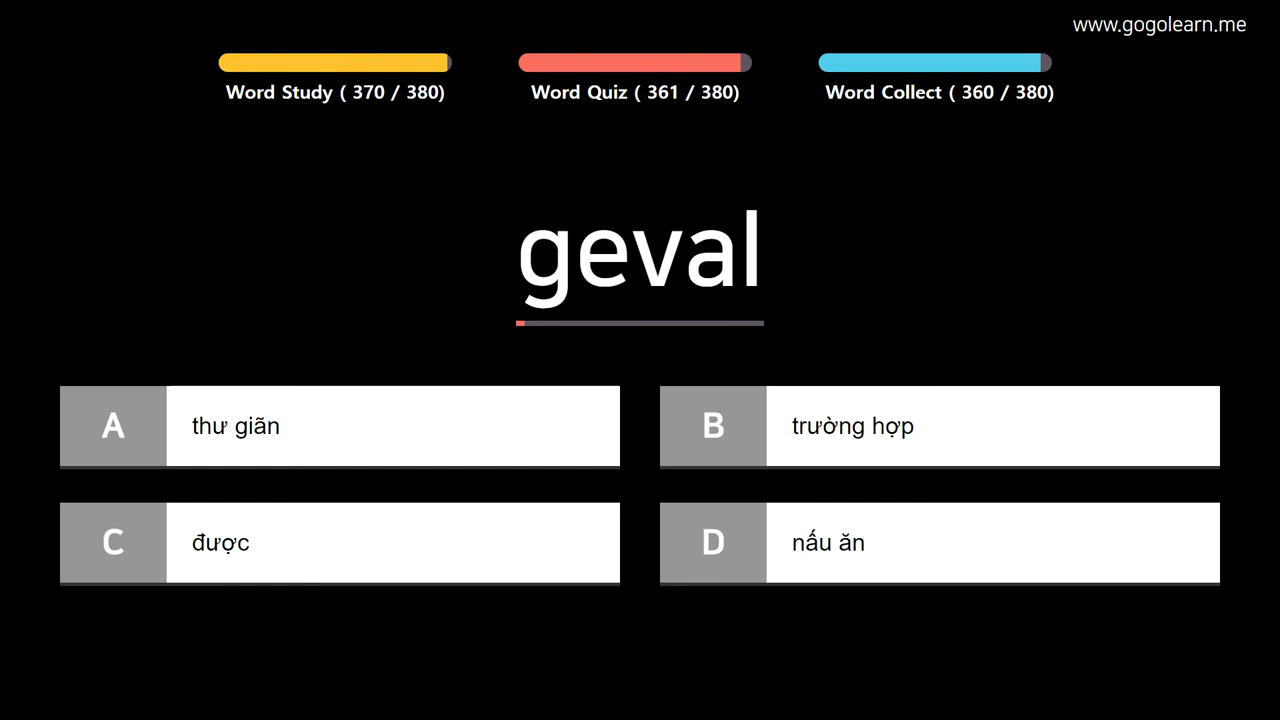 www.gogolearn.me
Word Study ( 370 / 380)
Word Quiz ( 361 / 380)
Word Collect ( 360 / 380)
geval
A thư giãn
B trường hợp
C được
D nấu ăn